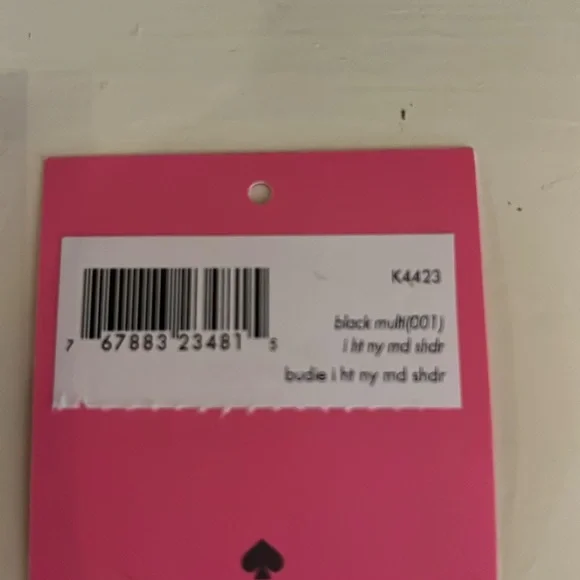 K4423
black multi(001)
7 67883 23481 5
i ht ny md shdr
budie i ht ny md shdr